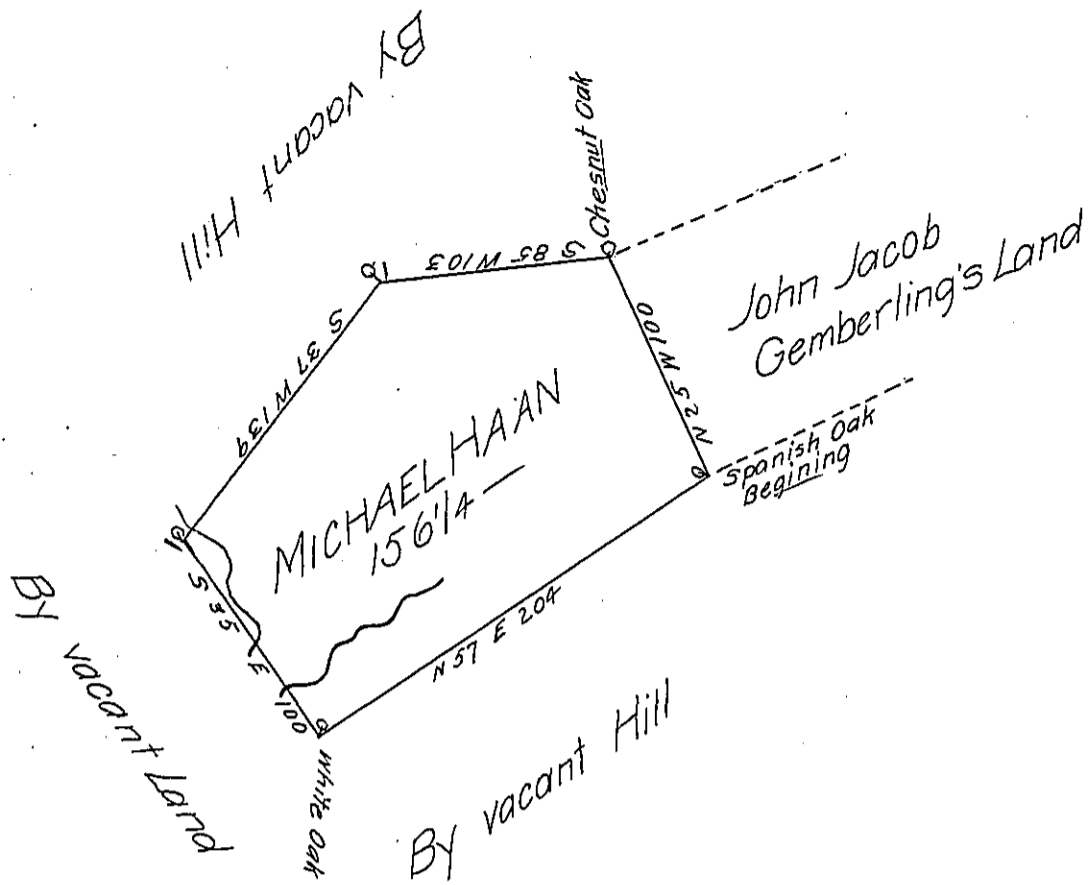 By vacant Hill
Chesnut Oak
S 85 W 103
John Jacob
Gemberling's Land
S 37 W 139
N 25 W 100
MICHAEL HAAN
156 1/4
Spanish Oak
Begining
S 35 E 100
N 57 E 204
By vacant Land
White Oak
By vacant Hill